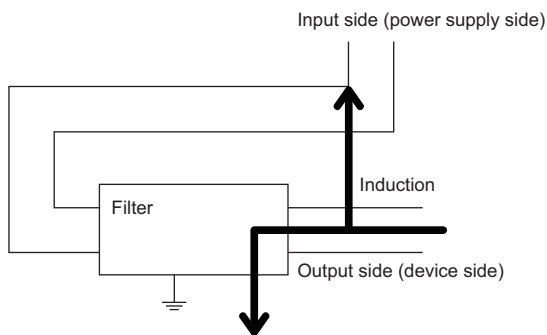 Input side (power supply side)
Induction
Filter
Output side (device side)